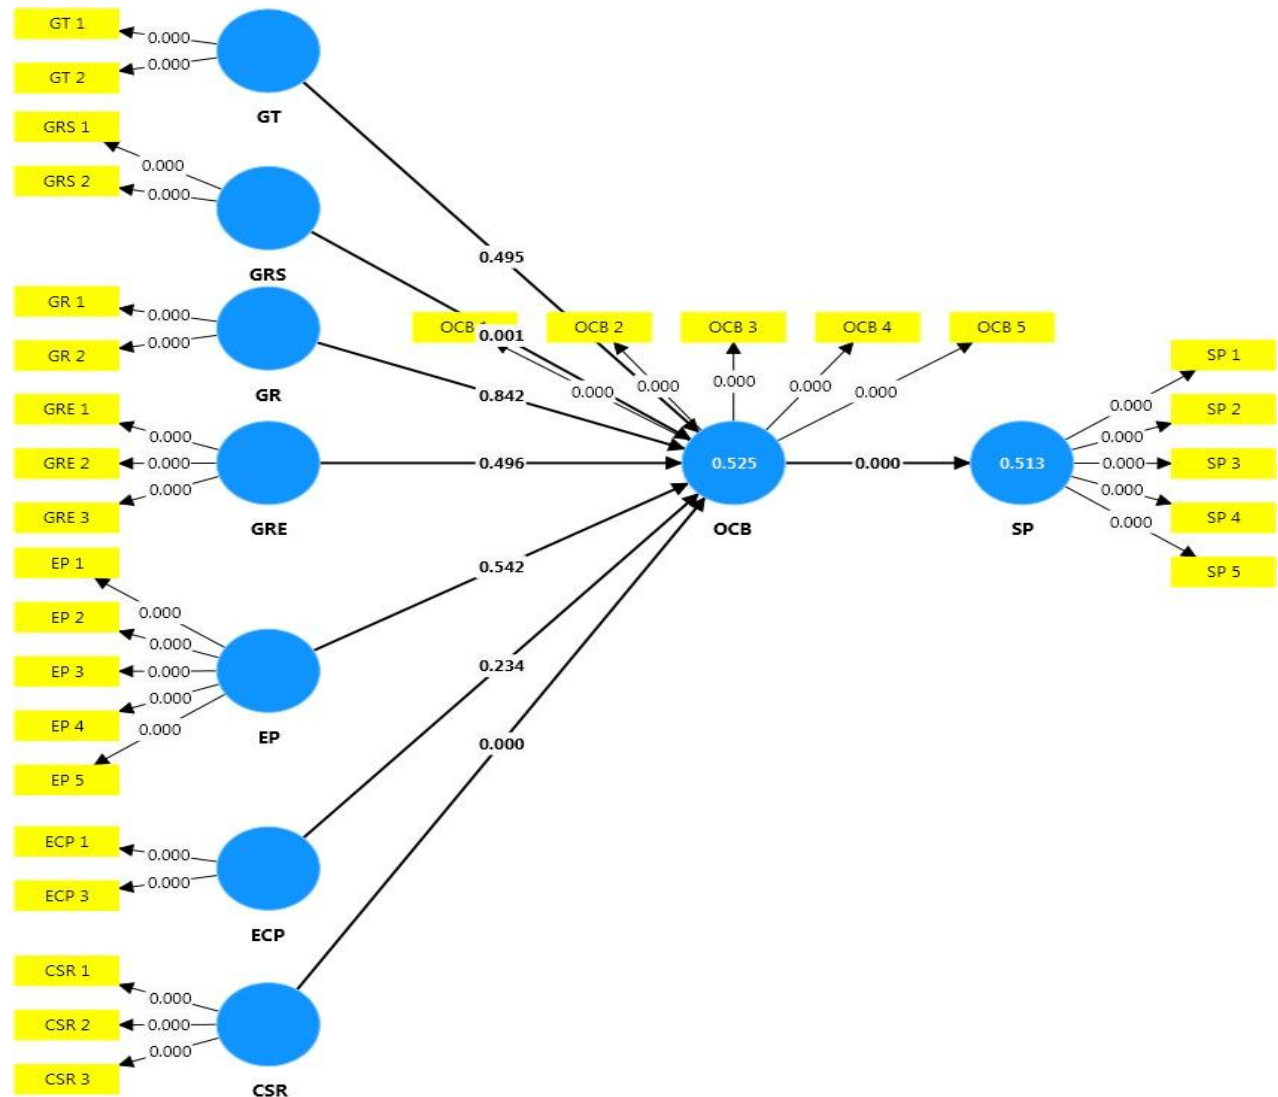 GT 1
0.000
0.000
GT 2
GT
GRS 1
0.000
GRS 2
0.000
GRS
0.495
GR 1
0.000
0.000
GR 2
GR
0.001
0.842
OCB 1
OCB 2
OCB 3
OCB 4
OCB 5
0.000
0.000
0.000
0.000
0.000
GRE 1
0.000
GRE 2
0.000
0.000
GRE 3
GRE
0.496
0.525
OCB
0.000
0.513
SP
SP 1
0.000
SP 2
0.000
SP 3
0.000
0.000
SP 4
0.000
SP 5
EP 1
0.000
EP 2
0.000
EP 3
0.000
0.000
EP 4
0.000
EP 5
EP
0.542
0.234
0.000
ECP 1
0.000
0.000
ECP 3
ECP
CSR 1
0.000
CSR 2
0.000
0.000
CSR 3
CSR